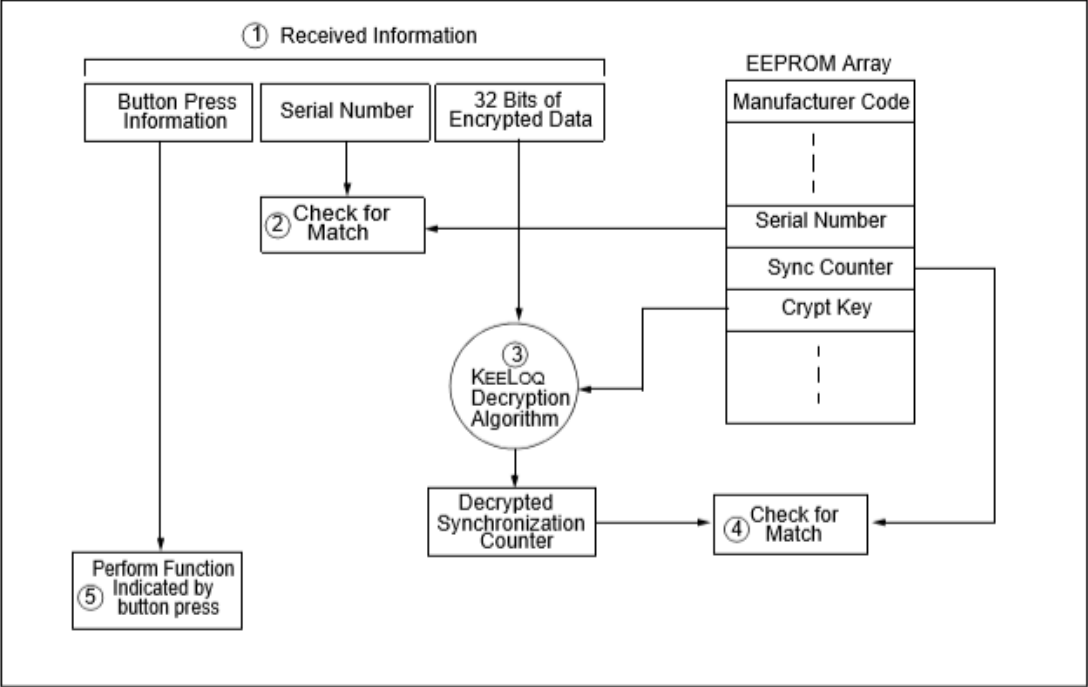 ① Received Information
EEPROM Array
Button Press
Information
Serial Number
32 Bits of
Encrypted Data
Manufacturer Code
Serial Number
Sync Counter
Crypt Key
② Check for
Match
③
KEELOQ
Decryption
Algorithm
Decrypted
Synchronization
Counter
④ Check for
Match
Perform Function
⑤ Indicated by
button press